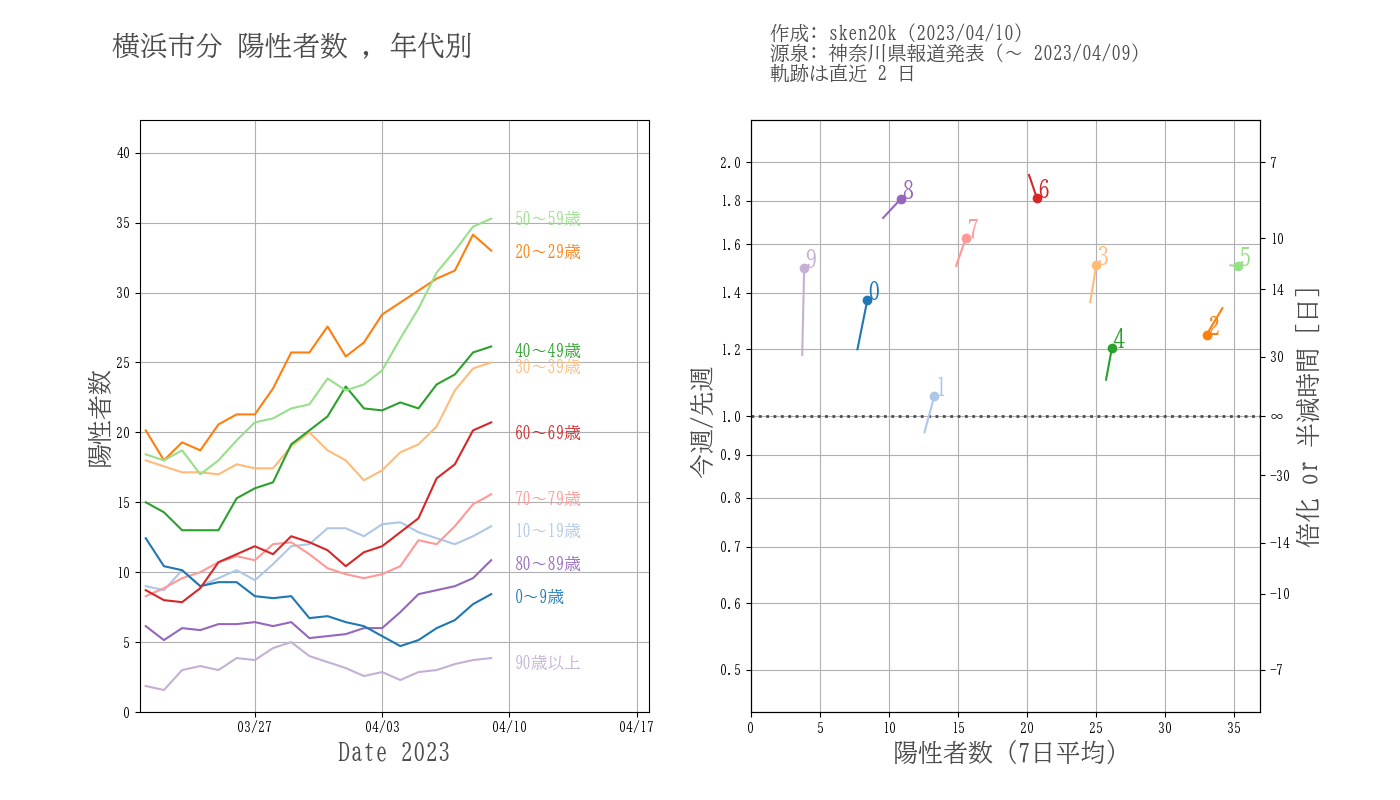 横浜市分 陽性者数 , 年代別
作成: sken20k (2023/04/10)
源泉: 神奈川県報道発表 (〜 2023/04/09)
軌跡は直近 2 日
陽性者数
40
35
30
25
20
15
10
5
0
50〜59歳
20〜29歳
40〜49歳
30〜39歳
60〜69歳
70〜79歳
10〜19歳
80〜89歳
0〜9歳
90歳以上
03/27
04/03
04/10
04/17
Date 2023
今週/先週
2.0
1.8
1.6
1.4
1.2
1.0
0.9
0.8
0.7
0.6
0.5
8
6
7
9
3
5
0
2
4
1
7
10
14
30
∞
−30
−14
−10
−7
倍化 or 半減時間 [日]
0
5
10
15
20
25
30
35
陽性者数 (7日平均)